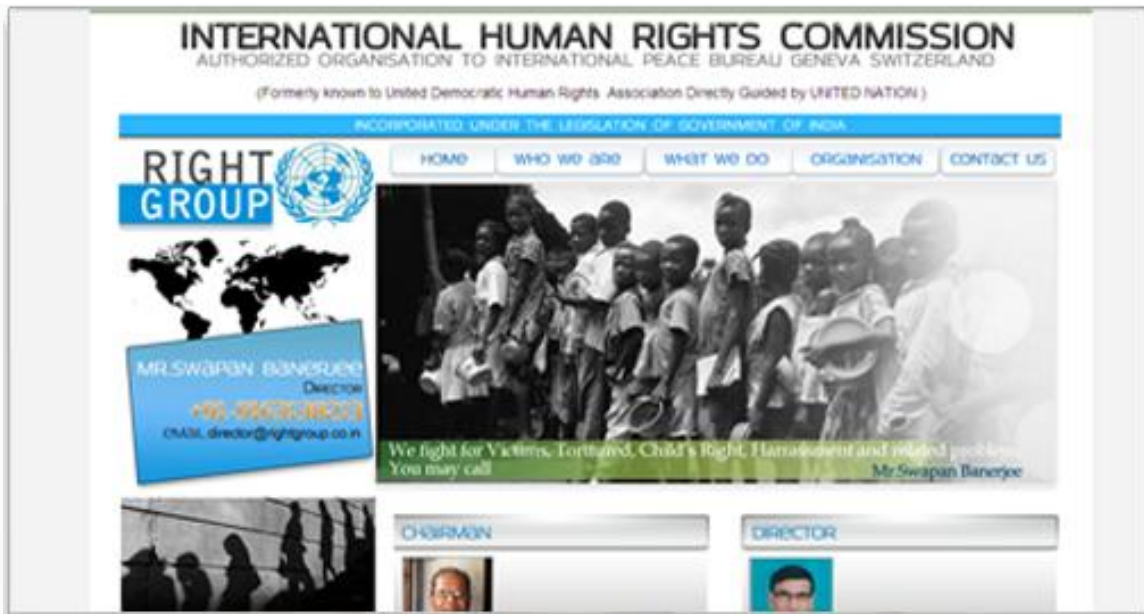 INTERNATIONAL HUMAN RIGHTS COMMISSION
AUTHORIZED ORGANISATION TO INTERNATIONAL PEACE BUREAU GENEVA SWITZERLAND
(Formerly known to United Democratic Human Rights Association Directly Guided by UNITED NATION )
INCORPORATED UNDER THE LEGISLATION OF GOVERNMENT OF INDIA
RIGHT
GROUP
HOME WHO WE ARE WHAT WE DO ORGANISATION CONTACT US
MR.SWAPAN BANERJEE
DIRECTOR
EMAIL director@rightgroup.co.in
We fight for Victims, Tortured, Child's Right, Harrassment and related problem
You may call
Mr.Swapan Banerjee
CHAIRMAN
DIRECTOR